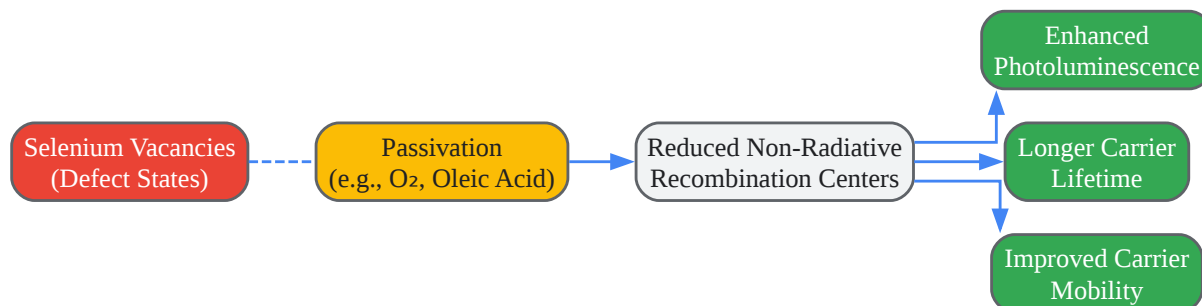 Selenium Vacancies
(Defect States)
Passivation
(e.g., O₂, Oleic Acid)
Reduced Non-Radiative
Recombination Centers
Enhanced
Photoluminescence
Longer Carrier
Lifetime
Improved Carrier
Mobility